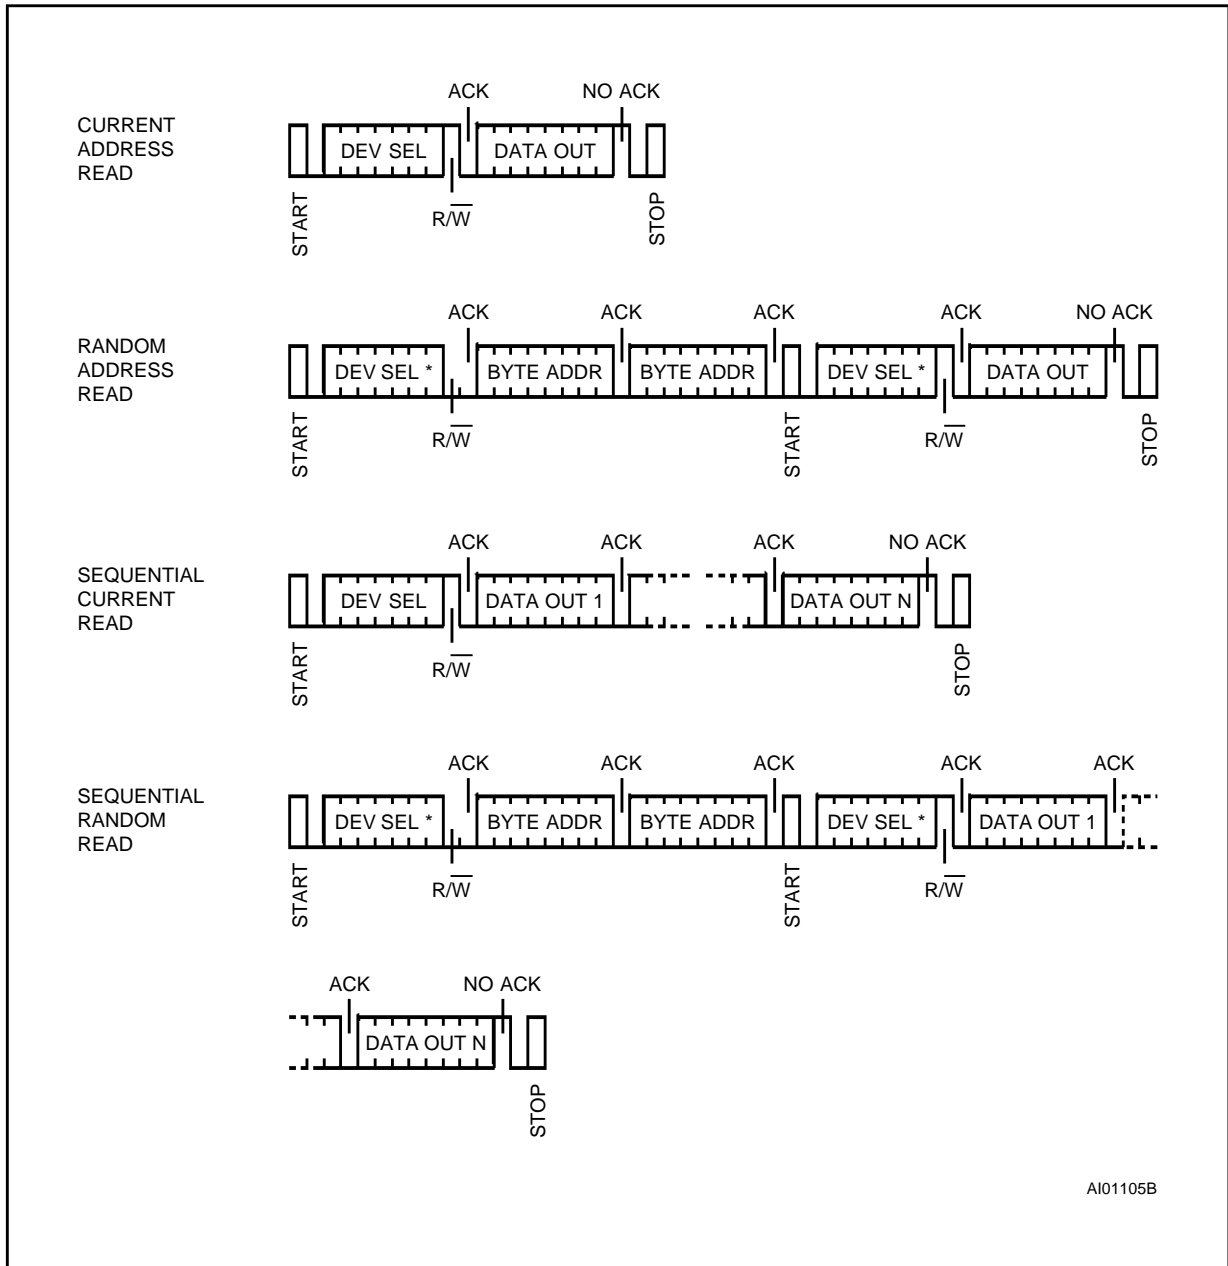 ACK NO ACK
CURRENT
ADDRESS
READ
DEV SEL DATA OUT
R/W̅
START STOP
ACK ACK ACK ACK NO ACK
RANDOM
ADDRESS
READ
DEV SEL * BYTE ADDR BYTE ADDR DEV SEL * DATA OUT
R/W̅ R/W̅
START START STOP
ACK ACK ACK NO ACK
SEQUENTIAL
CURRENT
READ
DEV SEL DATA OUT 1 DATA OUT N
R/W̅
START STOP
ACK ACK ACK ACK ACK
SEQUENTIAL
RANDOM
READ
DEV SEL * BYTE ADDR BYTE ADDR DEV SEL * DATA OUT 1
R/W̅ R/W̅
START START
ACK NO ACK
DATA OUT N
STOP
AI01105B